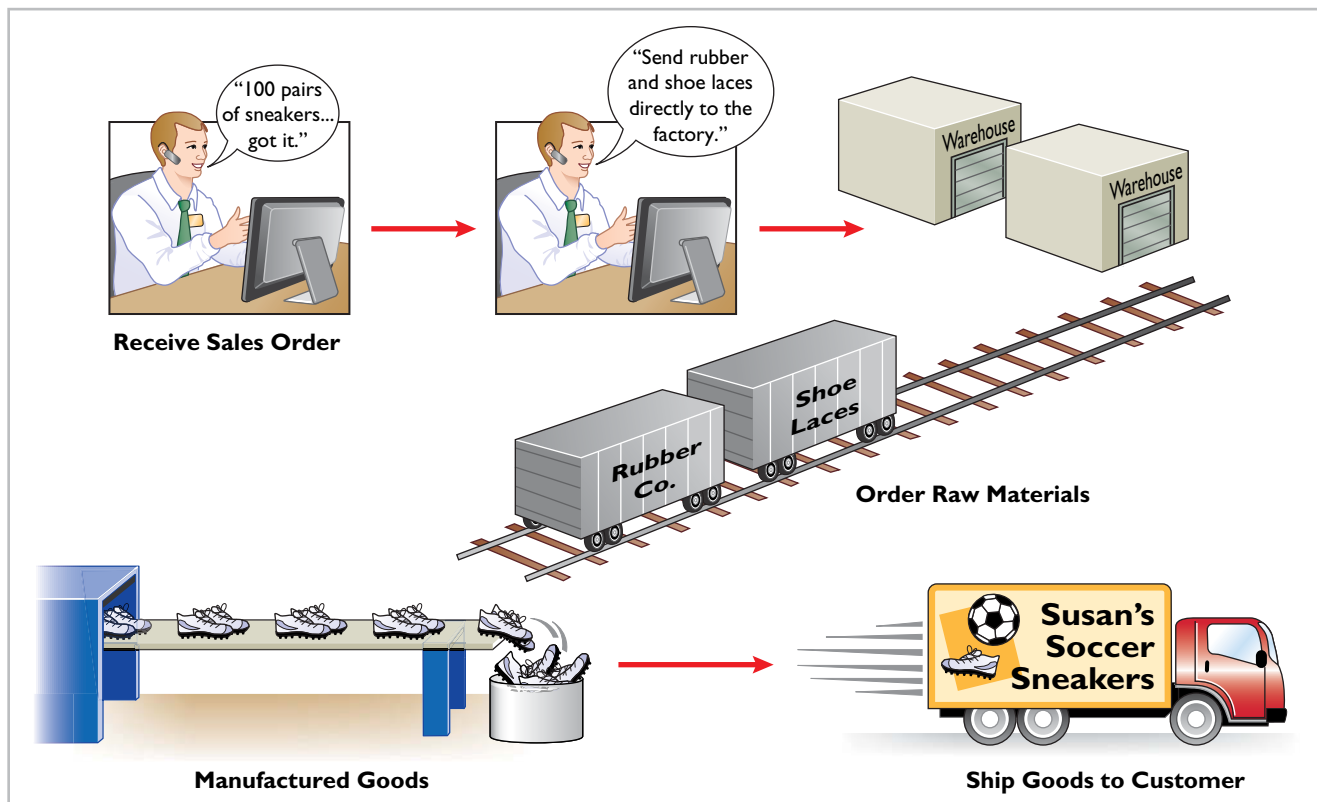 “100 pairs
of sneakers...
got it.”
Receive Sales Order
“Send rubber
and shoe laces
directly to the
factory.”
Warehouse
Warehouse
Shoe
Laces
Rubber
Co.
Order Raw Materials
Manufactured Goods
Susan’s
Soccer
Sneakers
Ship Goods to Customer